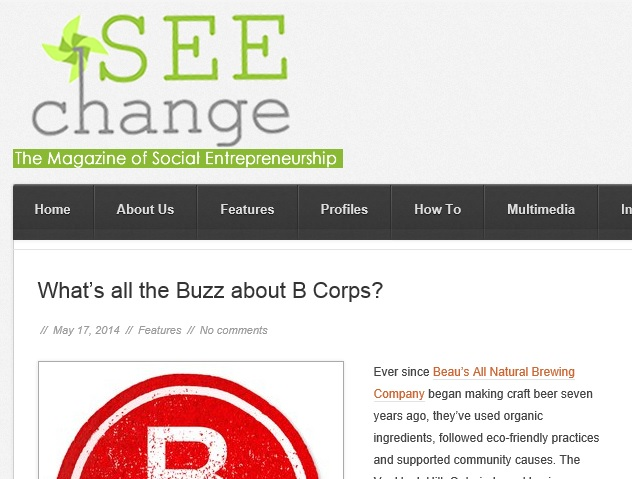 SEE
change
The Magazine of Social Entrepreneurship
Home About Us Features Profiles How To Multimedia
What's all the Buzz about B Corps?
// May 17, 2014 // Features // No comments
B
Ever since Beau's All Natural Brewing
Company began making craft beer seven
years ago, they've used organic
ingredients, followed eco-friendly practices
and supported community causes. The